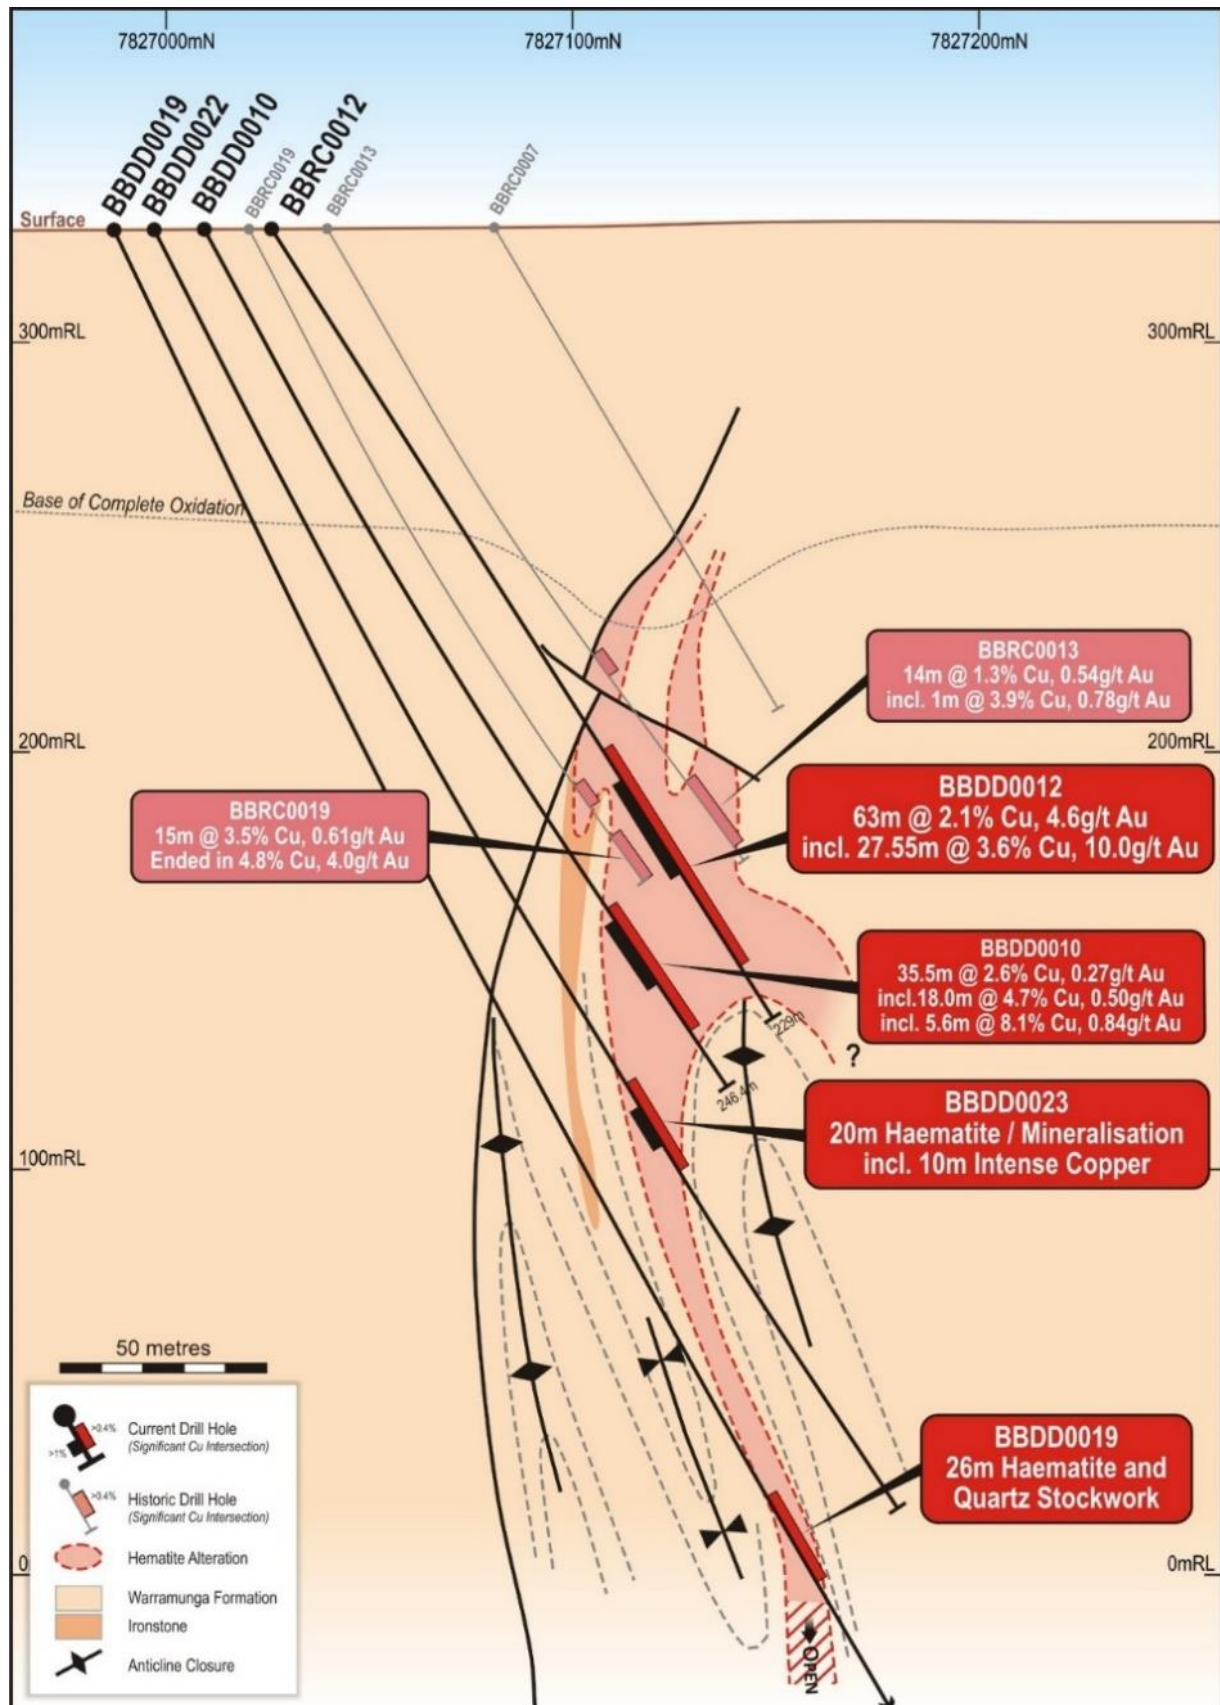 7827000mN
7827100mN
7827200mN
BBDD0019
BBDD0022
BBDD0010
BBRC0019
BBRC0012
BBRC0013
BBRC0007
Surface
300mRL
300mRL
Base of Complete Oxidation
BBRC0013
14m @ 1.3% Cu, 0.54g/t Au
incl. 1m @ 3.9% Cu, 0.78g/t Au
200mRL
200mRL
BBDD0012
63m @ 2.1% Cu, 4.6g/t Au
incl. 27.55m @ 3.6% Cu, 10.0g/t Au
BBRC0019
15m @ 3.5% Cu, 0.61g/t Au
Ended in 4.8% Cu, 4.0g/t Au
BBDD0010
35.5m @ 2.6% Cu, 0.27g/t Au
incl.18.0m @ 4.7% Cu, 0.50g/t Au
incl. 5.6m @ 8.1% Cu, 0.84g/t Au
229m
?
246.4m
BBDD0023
20m Haematite / Mineralisation
incl. 10m Intense Copper
100mRL
100mRL
50 metres
>0.4%
>1%
Current Drill Hole
(Significant Cu Intersection)
>0.4%
Historic Drill Hole
(Significant Cu Intersection)
Hematite Alteration
Warramunga Formation
Ironstone
Anticline Closure
BBDD0019
26m Haematite and
Quartz Stockwork
0
0mRL
OPEN